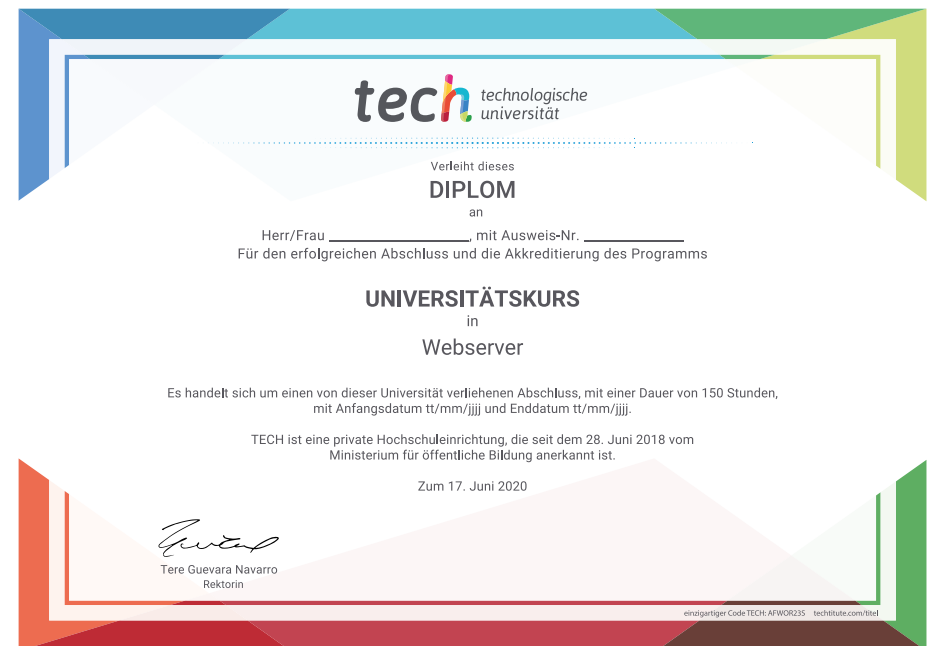 tech technologische
universität
Verleiht dieses
DIPLOM
an
Herr/Frau ____________________, mit Ausweis-Nr. ______________
Für den erfolgreichen Abschluss und die Akkreditierung des Programms
UNIVERSITÄTSKURS
in
Webserver
Es handelt sich um einen von dieser Universität verliehenen Abschluss, mit einer Dauer von 150 Stunden,
mit Anfangsdatum tt/mm/jjjj und Enddatum tt/mm/jjjj.
TECH ist eine private Hochschuleinrichtung, die seit dem 28. Juni 2018 vom
Ministerium für öffentliche Bildung anerkannt ist.
Zum 17. Juni 2020
Tere Guevara Navarro
Rektorin
einzigartiger Code TECH: AFWOR23S techtitute.com/titel